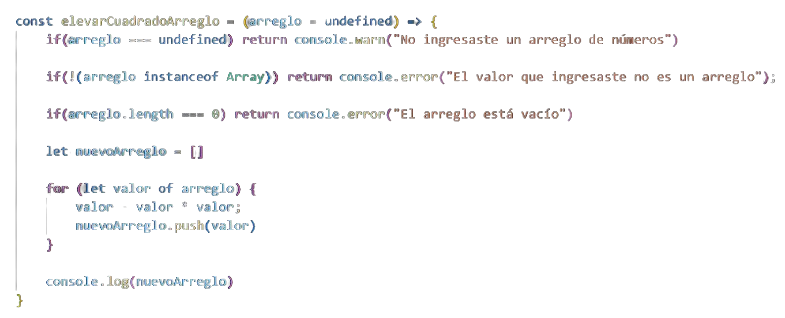 const elevarCuadradoArreglo = (arreglo = undefined) => {
if(arreglo === undefined) return console.warn("No ingresaste un arreglo de números")
if(!(arreglo instanceof Array)) return console.error("El valor que ingresaste no es un arreglo");
if(arreglo.length === 0) return console.error("El arreglo está vacío")
let nuevoArreglo = []
for (let valor of arreglo) {
valor = valor * valor;
nuevoArreglo.push(valor)
}
console.log(nuevoArreglo)
}